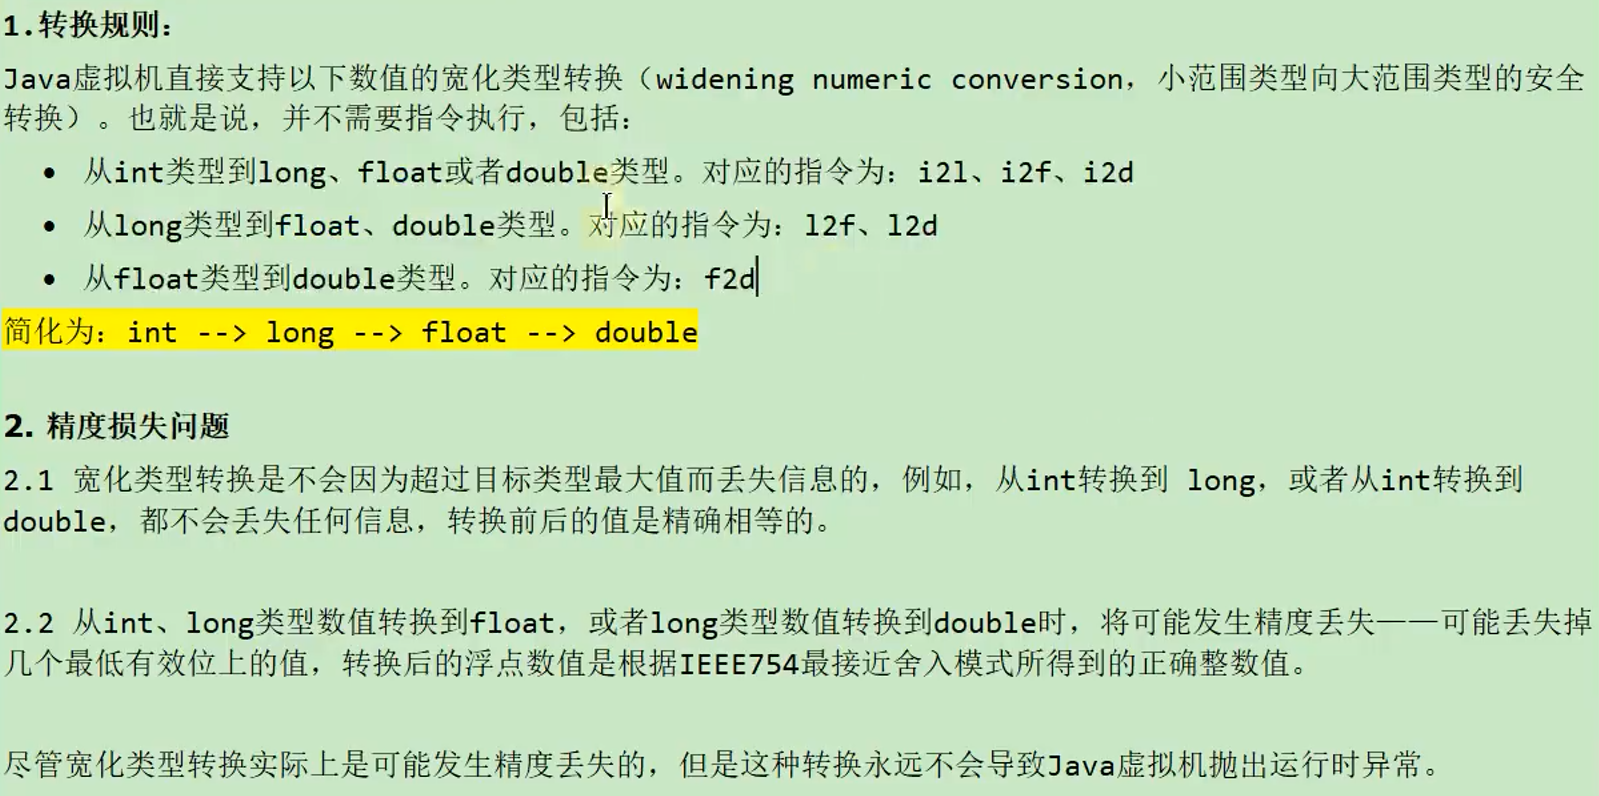 1.转换规则：
Java虚拟机直接支持以下数值的宽化类型转换（widening numeric conversion，小范围类型向大范围类型的安全
转换）。也就是说，并不需要指令执行，包括：
• 从int类型到long、float或者double类型。对应的指令为：i2l、i2f、i2d
• 从long类型到float、double类型。对应的指令为：l2f、l2d
• 从float类型到double类型。对应的指令为：f2d
简化为：int --> long --> float --> double
2. 精度损失问题
2.1 宽化类型转换是不会因为超过目标类型最大值而丢失信息的，例如，从int转换到 long，或者从int转换到
double，都不会丢失任何信息，转换前后的值是精确相等的。
2.2 从int、long类型数值转换到float，或者long类型数值转换到double时，将可能发生精度丢失——可能丢失掉
几个最低有效位上的值，转换后的浮点数值是根据IEEE754最接近舍入模式所得到的正确整数值。
尽管宽化类型转换实际上是可能发生精度丢失的，但是这种转换永远不会导致Java虚拟机抛出运行时异常。